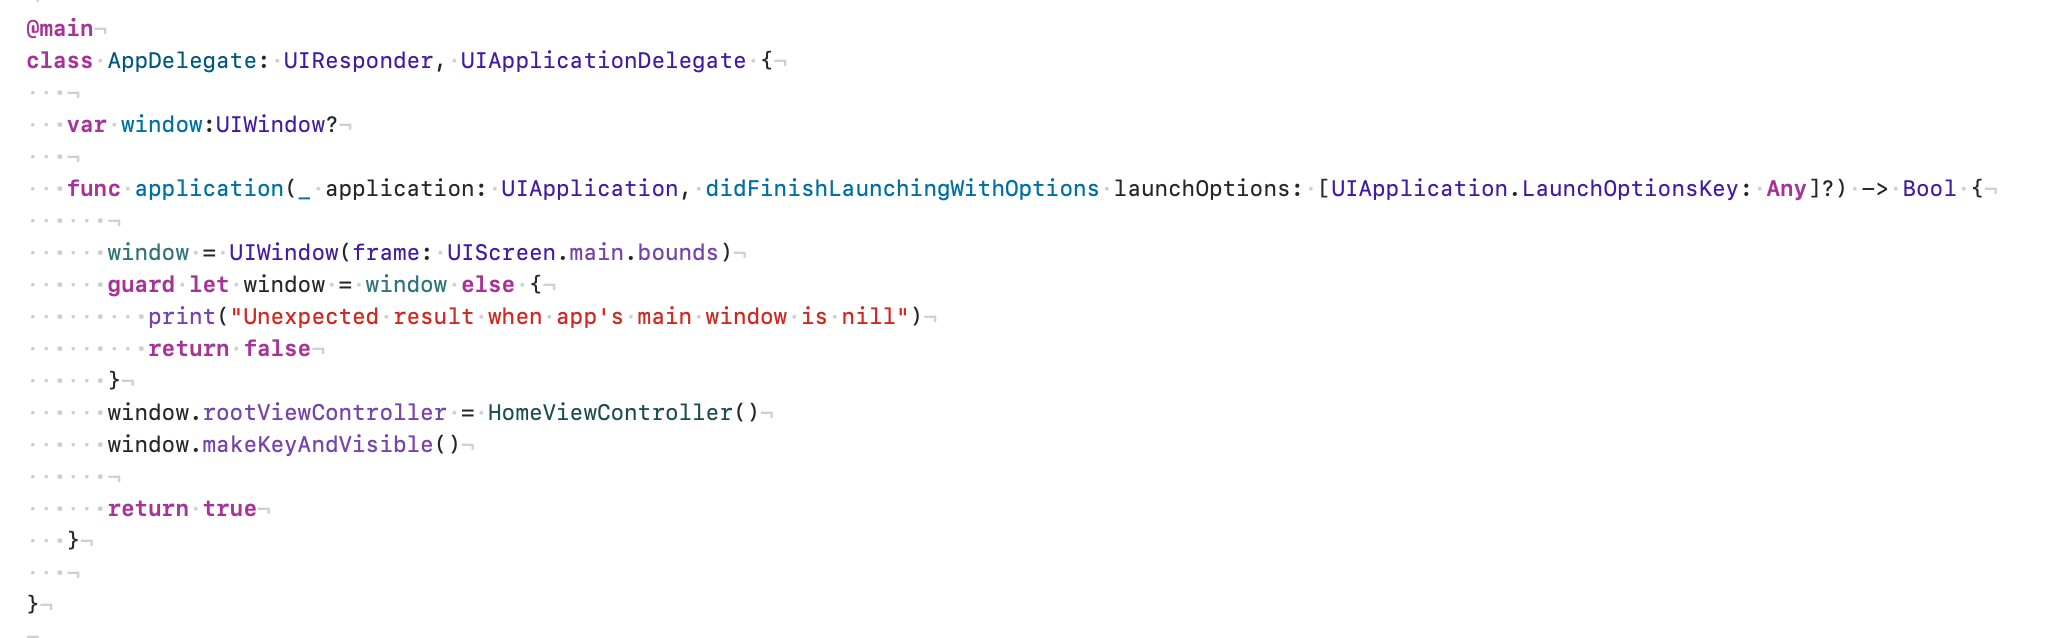 @main
class AppDelegate: UIResponder, UIApplicationDelegate {
var window:UIWindow?
func application(_ application: UIApplication, didFinishLaunchingWithOptions launchOptions: [UIApplication.LaunchOptionsKey: Any]?) -> Bool {
window = UIWindow(frame: UIScreen.main.bounds)
guard let window = window else {
print("Unexpected result when app's main window is nill")
return false
}
window.rootViewController = HomeViewController()
window.makeKeyAndVisible()
return true
}
}